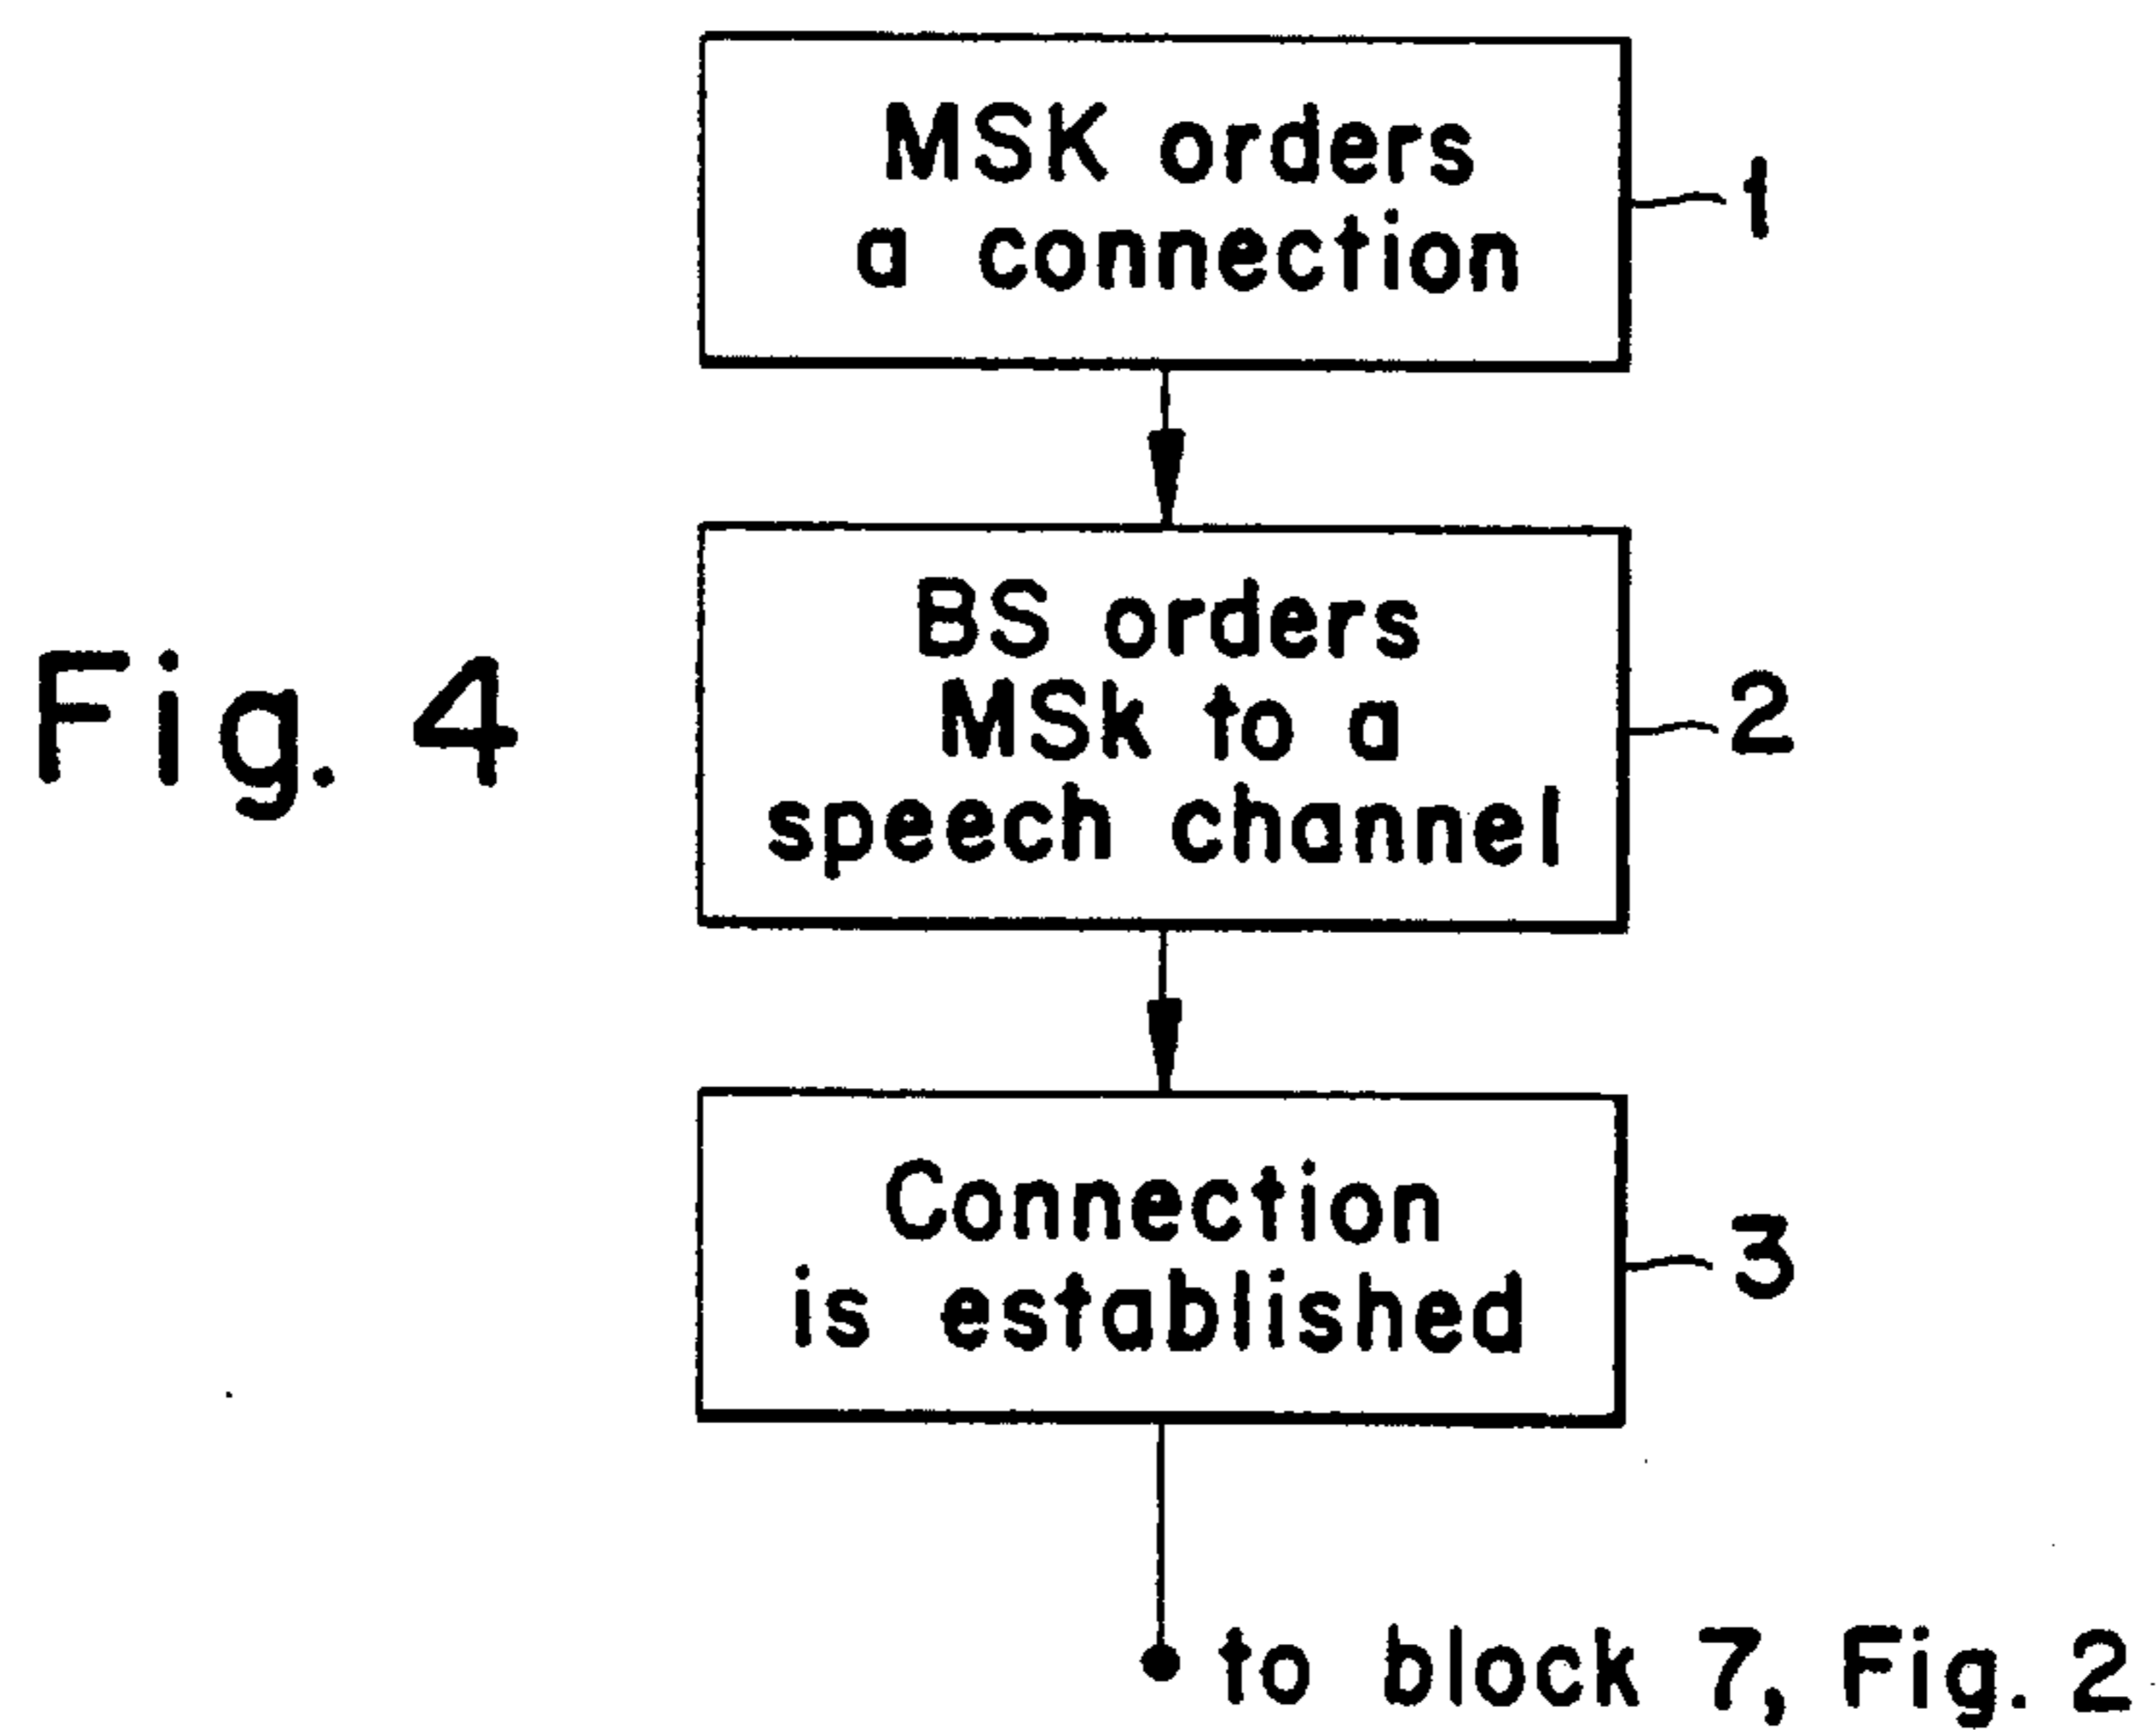 MSK orders
a connection
1
BS orders
MSk to a
speech channel
2
Fig. 4
Connection
is established
3
to block 7, Fig. 2